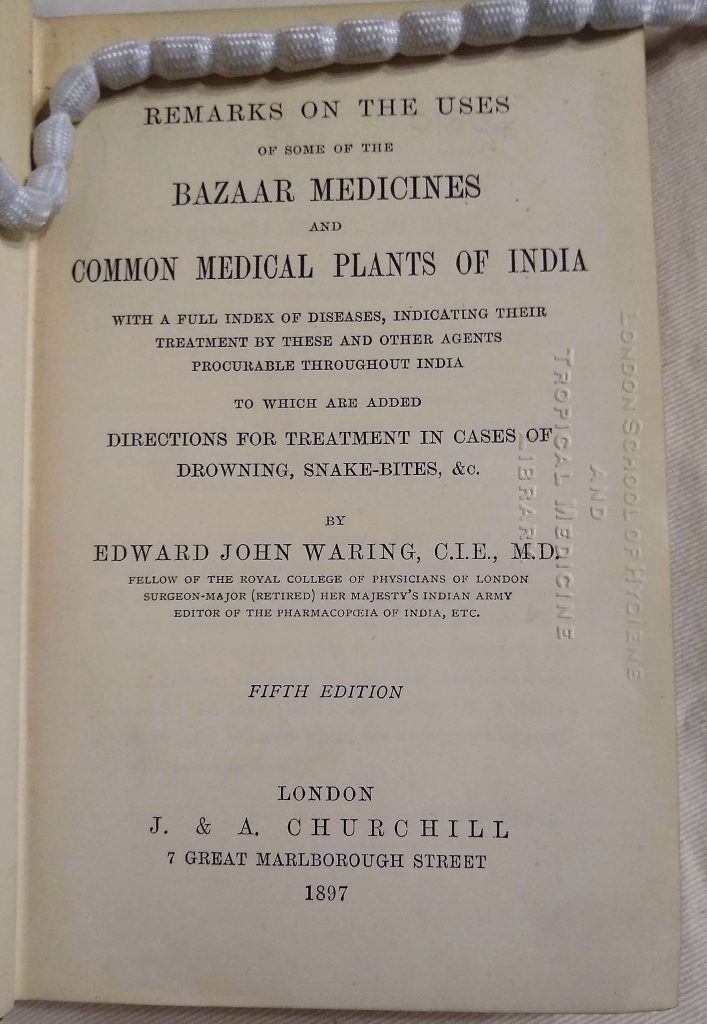 REMARKS ON THE USES
OF SOME OF THE
BAZAAR MEDICINES
AND
COMMON MEDICAL PLANTS OF INDIA
WITH A FULL INDEX OF DISEASES, INDICATING THEIR
TREATMENT BY THESE AND OTHER AGENTS
PROCURABLE THROUGHOUT INDIA
TO WHICH ARE ADDED
DIRECTIONS FOR TREATMENT IN CASES OF
DROWNING, SNAKE-BITES, &c.
BY
EDWARD JOHN WARING, C.I.E., M.D.
FELLOW OF THE ROYAL COLLEGE OF PHYSICIANS OF LONDON
SURGEON-MAJOR (RETIRED) HER MAJESTY'S INDIAN ARMY
EDITOR OF THE PHARMACOPŒIA OF INDIA, ETC.
FIFTH EDITION
LONDON
J. & A. CHURCHILL
7 GREAT MARLBOROUGH STREET
1897
LONDON SCHOOL OF HYGIENE
AND
TROPICAL MEDICINE
LIBRARY